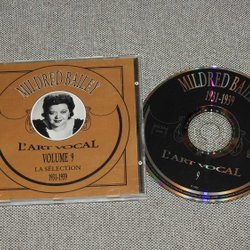 MILDRED BAILEY
L'ART VOCAL
VOLUME 9
LA SÉLECTION
1931-1939
MILDRED BAILEY
1931-1939
L'ART VOCAL
9